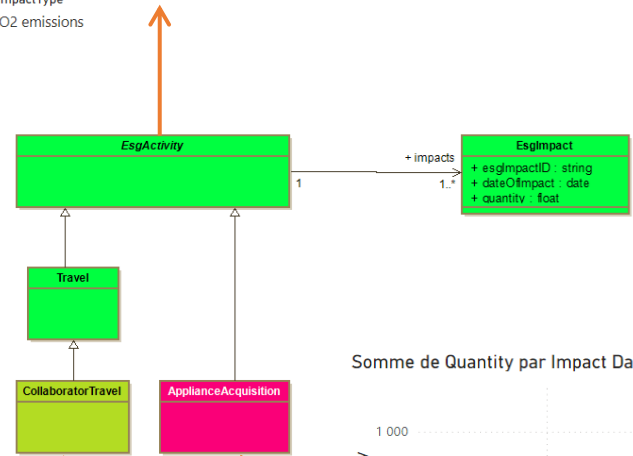 O2 emissions
EsgActivity
+ impacts
1
1..*
EsgImpact
+ esgImpactID : string
+ dateOfImpact : date
+ quantity : float
Travel
CollaboratorTravel
ApplianceAcquisition
Somme de Quantity par Impact Da
1 000